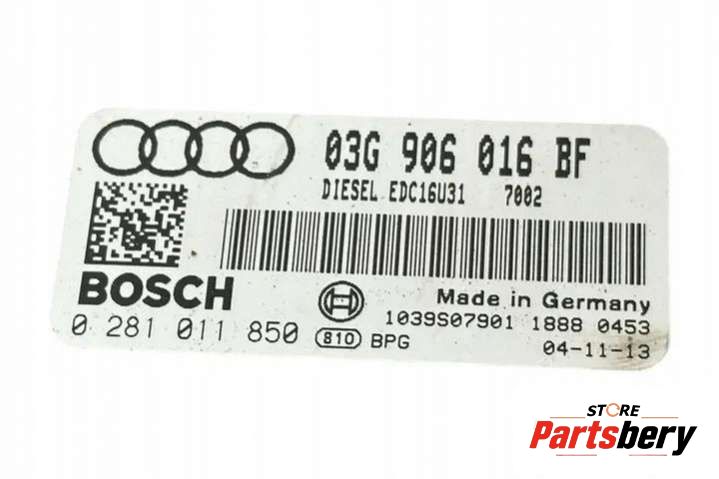 03G 906 016 BF
DIESEL EDC16U31 7002
BOSCH
Made in Germany
0 281 011 850 810 BPG
1039S07901 1888 0453
04-11-13
STORE
Partsbery